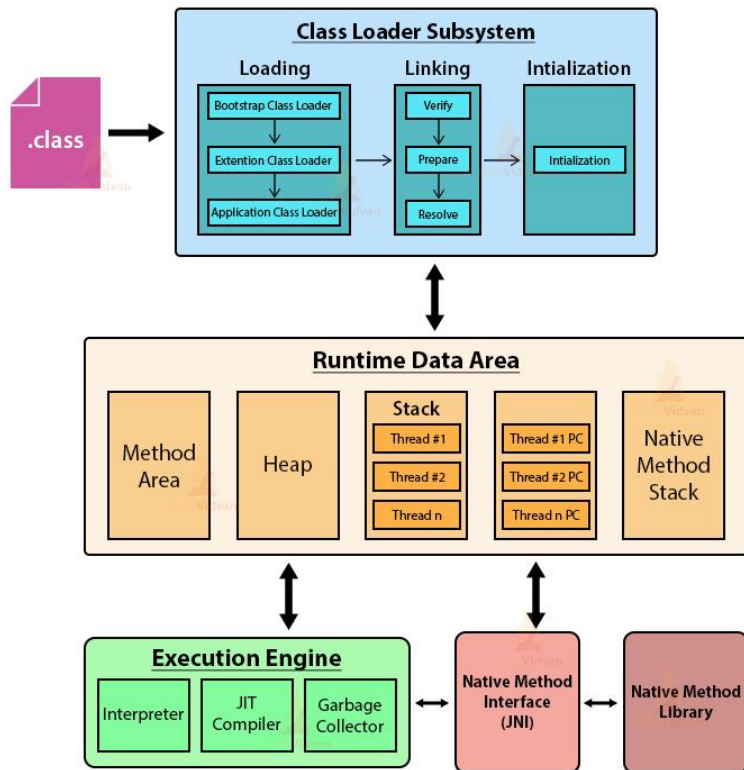 Class Loader Subsystem
Loading
Linking
Intialization
.class
Bootstrap Class Loader
Extention Class Loader
Application Class Loader
Verify
Prepare
Resolve
Intialization
Runtime Data Area
Method
Area
Heap
Stack
Thread #1
Thread #2
Thread n
Thread #1 PC
Thread #2 PC
Thread n PC
Native
Method
Stack
Execution Engine
Interpreter
JIT
Compiler
Garbage
Collector
Native Method
Interface
(JNI)
Native Method
Library